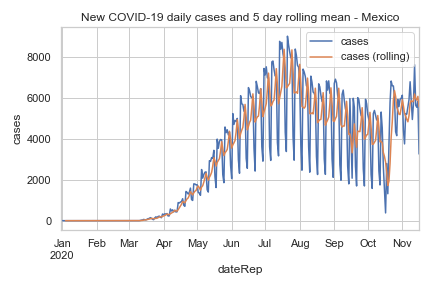 New COVID-19 daily cases and 5 day rolling mean - Mexico
cases
cases (rolling)
cases
8000
6000
4000
2000
0
Jan Feb Mar Apr May Jun Jul Aug Sep Oct Nov
2020
dateRep